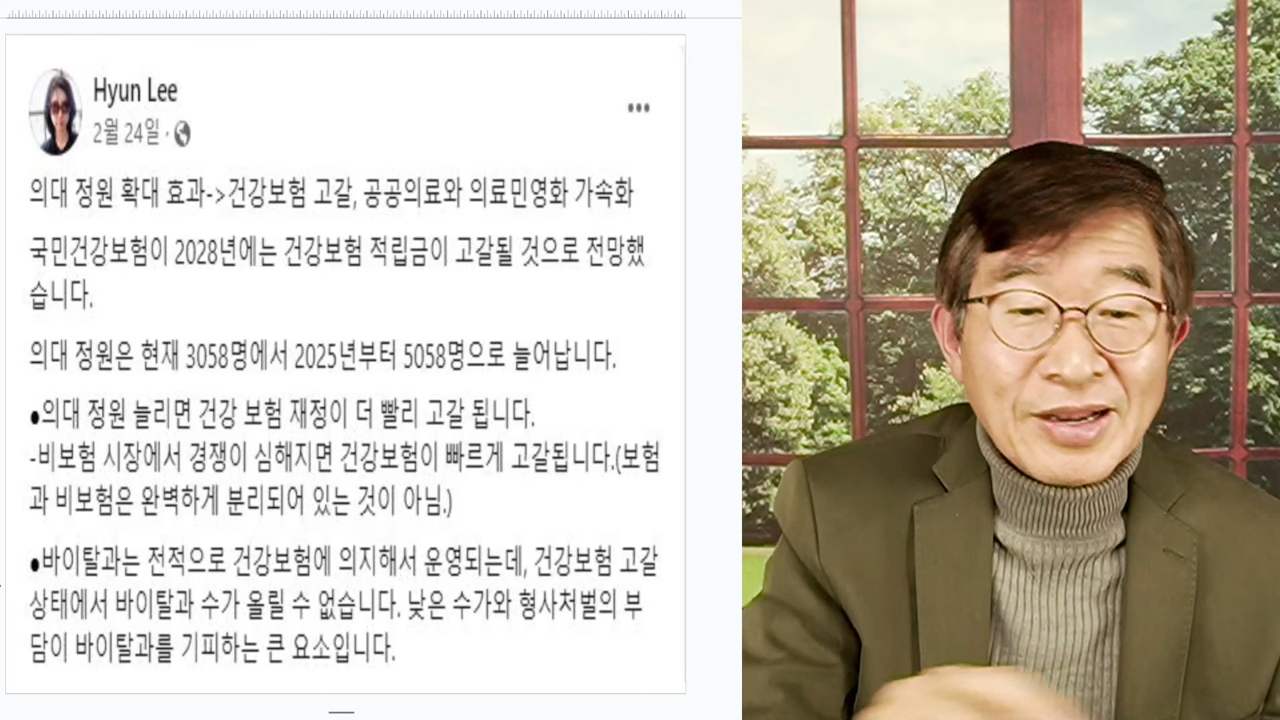 Hyun Lee
2월 24일 ·
의대 정원 확대 효과->건강보험 고갈, 공공의료와 의료민영화 가속화
국민건강보험이 2028년에는 건강보험 적립금이 고갈될 것으로 전망했
습니다.
의대 정원은 현재 3058명에서 2025년부터 5058명으로 늘어납니다.
●의대 정원 늘리면 건강 보험 재정이 더 빨리 고갈 됩니다.
-비보험 시장에서 경쟁이 심해지면 건강보험이 빠르게 고갈됩니다.(보험
과 비보험은 완벽하게 분리되어 있는 것이 아님.)
●바이탈과는 전적으로 건강보험에 의지해서 운영되는데, 건강보험 고갈
상태에서 바이탈과 수가 올릴 수 없습니다. 낮은 수가와 형사처벌의 부
담이 바이탈과를 기피하는 큰 요소입니다.